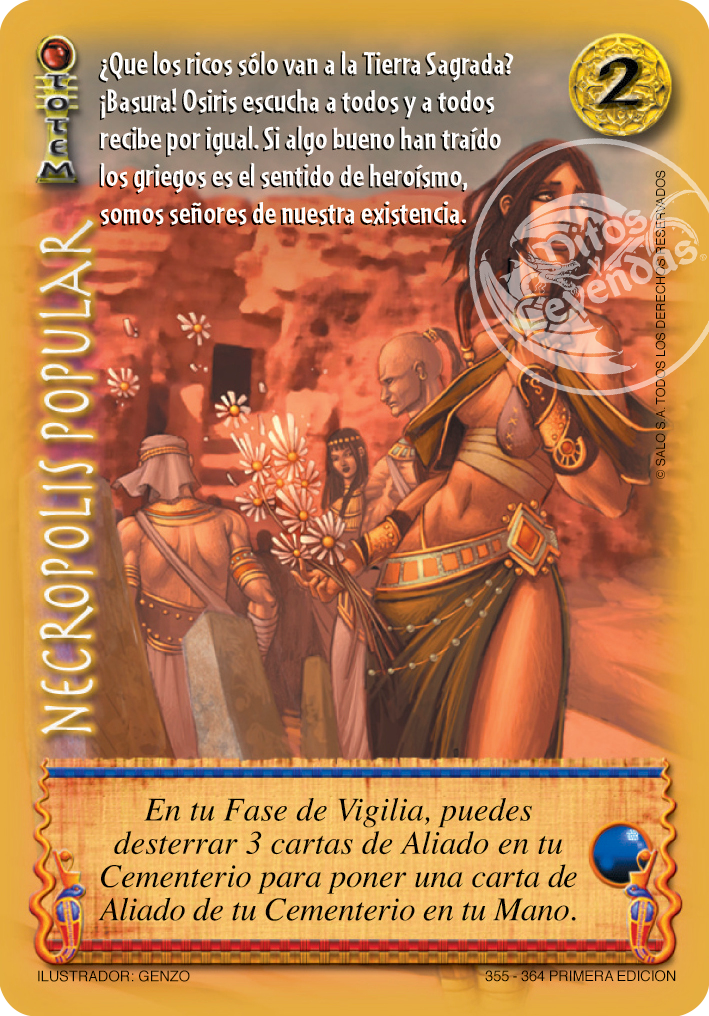 TOTEM
¿Que los ricos sólo van a la Tierra Sagrada?
¡Basura! Osiris escucha a todos y a todos
recibe por igual. Si algo bueno han traído
los griegos es el sentido de heroísmo,
somos señores de nuestra existencia.
2
Mitos y
Leyendas
©
© SALO S.A. TODOS LOS DERECHOS RESERVADOS
NECROPOLIS POPULAR
En tu Fase de Vigilia, puedes
desterrar 3 cartas de Aliado en tu
Cementerio para poner una carta de
Aliado de tu Cementerio en tu Mano.
ILUSTRADOR: GENZO
355 - 364 PRIMERA EDICION